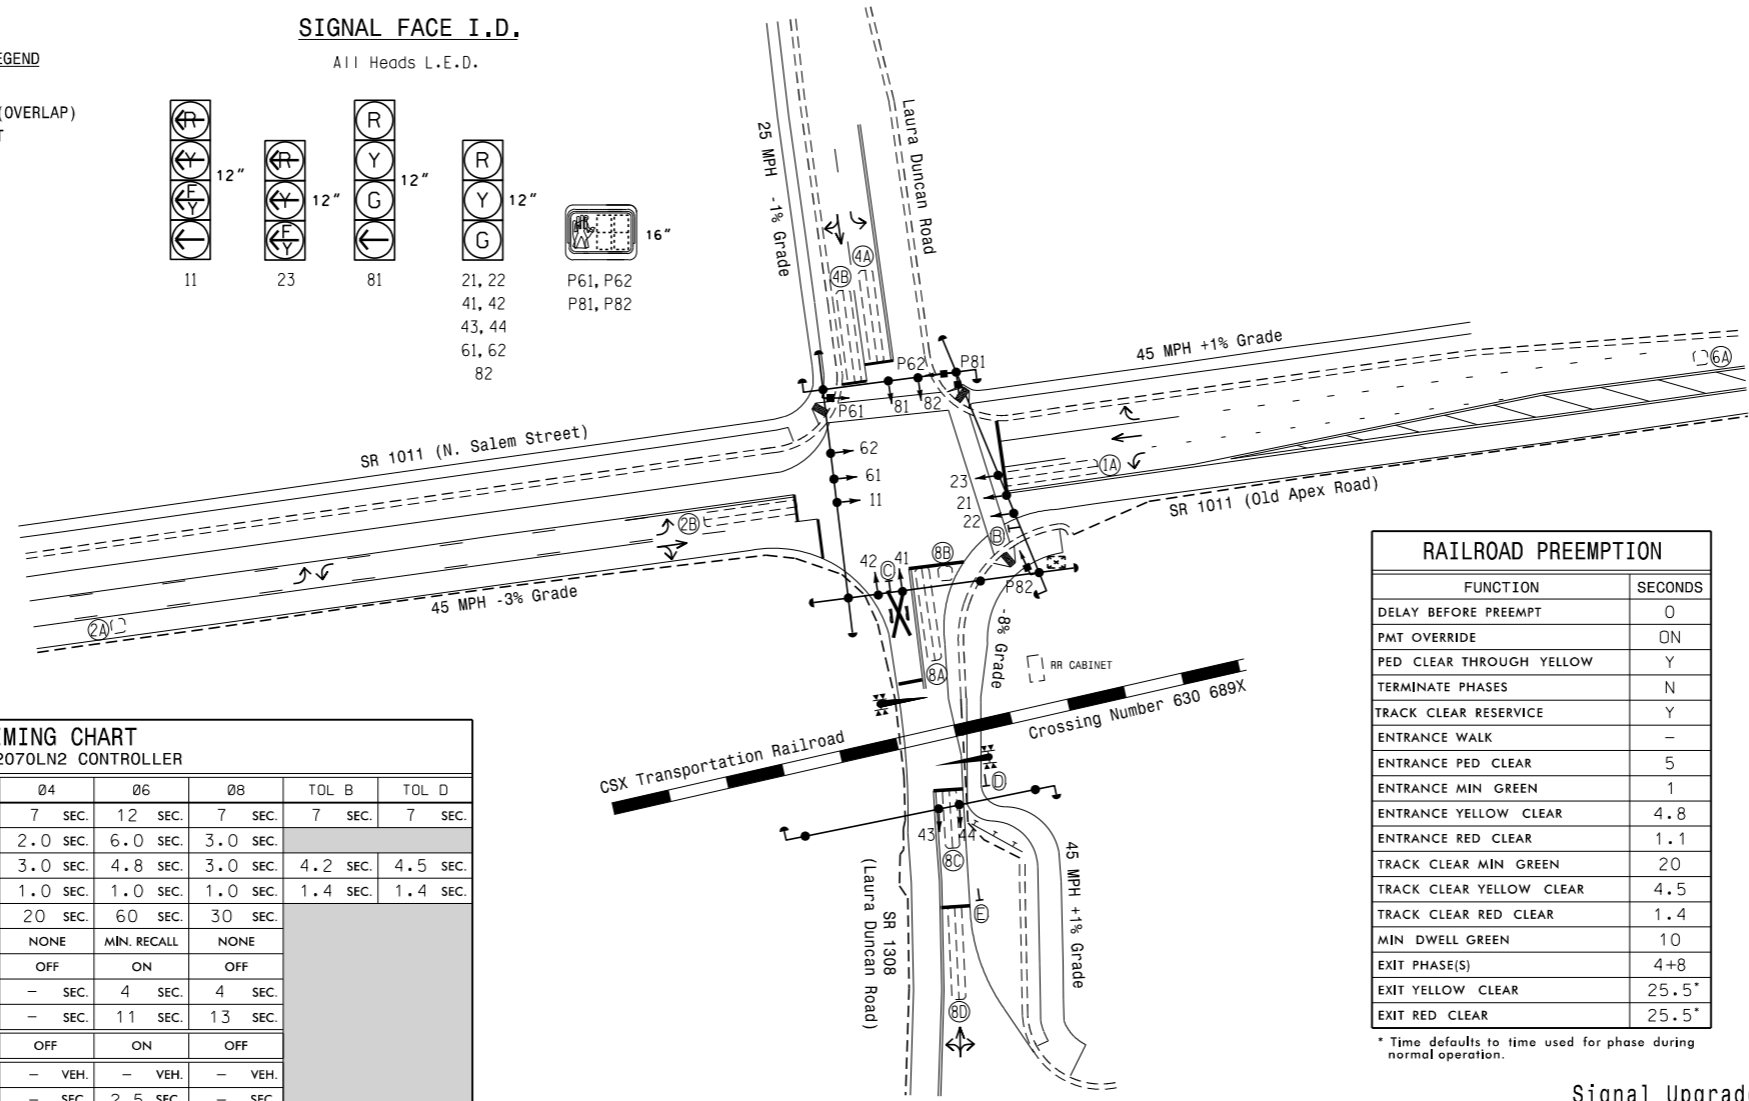 EGEND
(OVERLAP)
T
SIGNAL FACE I.D.
All Heads L.E.D.
R
Y
F
Y
12"
11
R
Y
F
Y
12"
23
R
Y
G
12"
81
R
Y
G
12"
21, 22
41, 42
43, 44
61, 62
82
16"
P61, P62
P81, P82
25 MPH -1% Grade
Laura Duncan Road
4A
4B
P62
P81
P61
81
82
45 MPH +1% Grade
6A
SR 1011 (N. Salem Street)
62
61
11
1A
23
21
22
SR 1011 (Old Apex Road)
2B
B
42
C
41
8B
P82
45 MPH -3% Grade
2A
8A
-8% Grade
RR CABINET
CSX Transportation Railroad
Crossing Number 630 689X
D
43
44
8C
E
8D
SR 1308
(Laura Duncan Road)
45 MPH +1% Grade
MING CHART
2070LN2 CONTROLLER
Ø4 Ø6 Ø8 TOL B TOL D
7 SEC. 12 SEC. 7 SEC. 7 SEC. 7 SEC.
2.0 SEC. 6.0 SEC. 3.0 SEC.
3.0 SEC. 4.8 SEC. 3.0 SEC. 4.2 SEC. 4.5 SEC.
1.0 SEC. 1.0 SEC. 1.0 SEC. 1.4 SEC. 1.4 SEC.
20 SEC. 60 SEC. 30 SEC.
NONE MIN. RECALL NONE
OFF ON OFF
- SEC. 4 SEC. 4 SEC.
- SEC. 11 SEC. 13 SEC.
OFF ON OFF
- VEH. - VEH. - VEH.
- SEC. 2.5 SEC. - SEC.
RAILROAD PREEMPTION
FUNCTION SECONDS
DELAY BEFORE PREEMPT 0
PMT OVERRIDE ON
PED CLEAR THROUGH YELLOW Y
TERMINATE PHASES N
TRACK CLEAR RESERVICE Y
ENTRANCE WALK -
ENTRANCE PED CLEAR 5
ENTRANCE MIN GREEN 1
ENTRANCE YELLOW CLEAR 4.8
ENTRANCE RED CLEAR 1.1
TRACK CLEAR MIN GREEN 20
TRACK CLEAR YELLOW CLEAR 4.5
TRACK CLEAR RED CLEAR 1.4
MIN DWELL GREEN 10
EXIT PHASE(S) 4+8
EXIT YELLOW CLEAR 25.5*
EXIT RED CLEAR 25.5*
* Time defaults to time used for phase during
normal operation.
Signal Upgrade